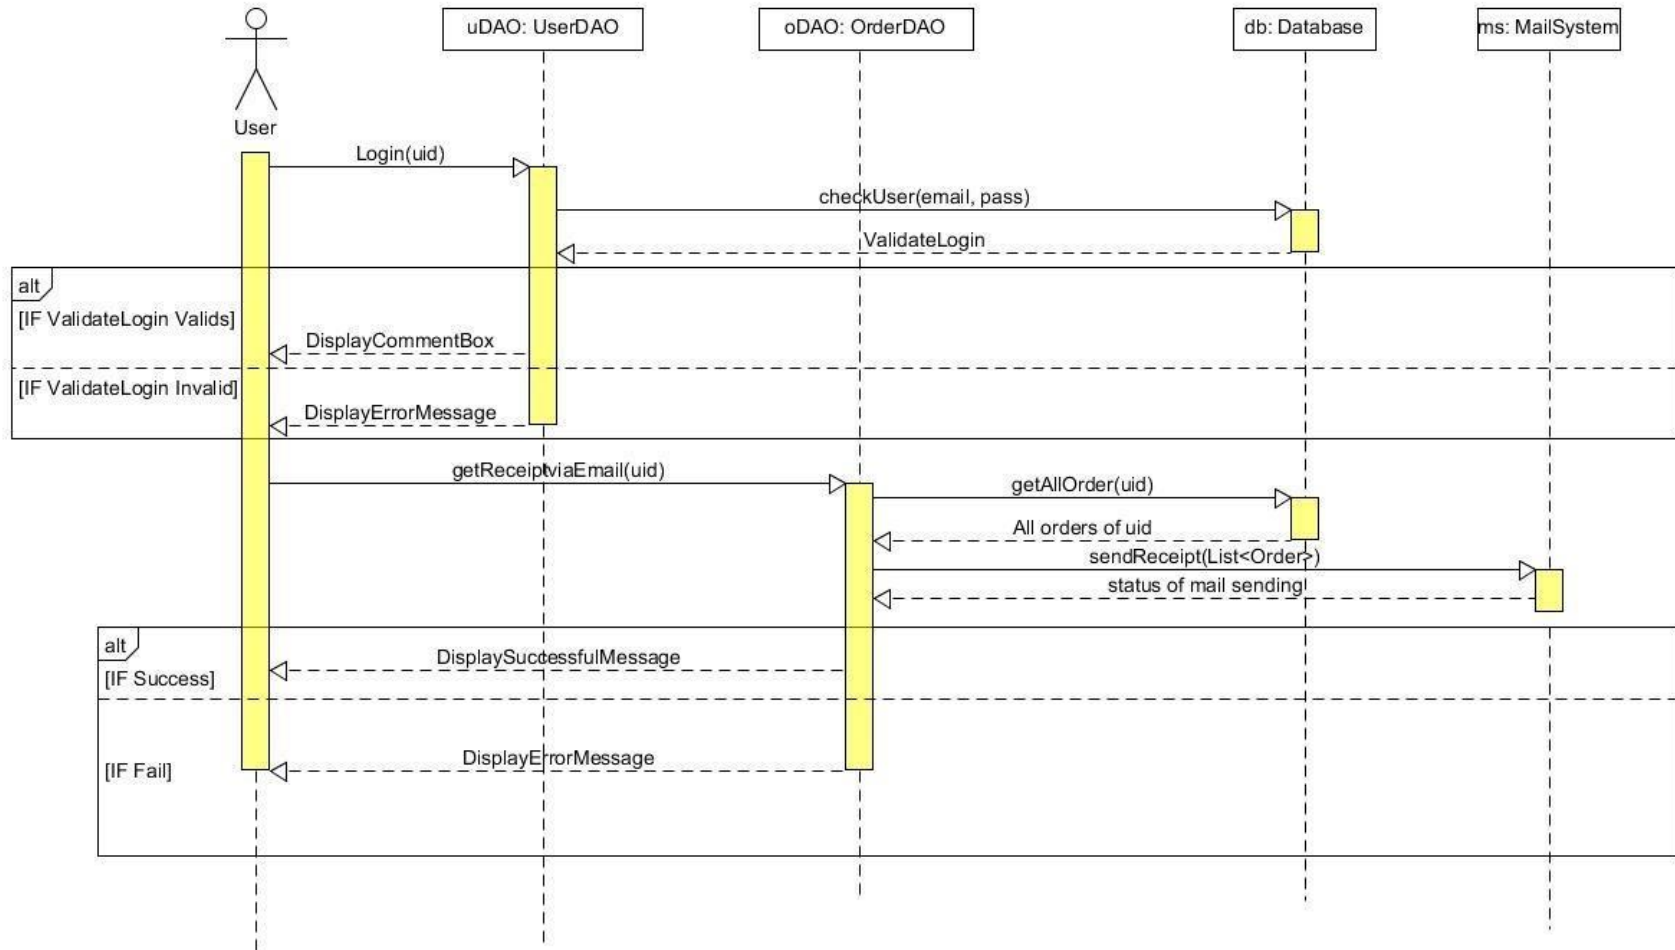 uDAO: UserDAO
oDAO: OrderDAO
db: Database
ms: MailSystem
User
Login(uid)
checkUser(email, pass)
ValidateLogin
alt
[IF ValidateLogin Valids]
DisplayCommentBox
[IF ValidateLogin Invalid]
DisplayErrorMessage
getReceiptviaEmail(uid)
getAllOrder(uid)
All orders of uid
sendReceipt(List<Order>)
status of mail sending
alt
DisplaySuccessfulMessage
[IF Success]
DisplayErrorMessage
[IF Fail]